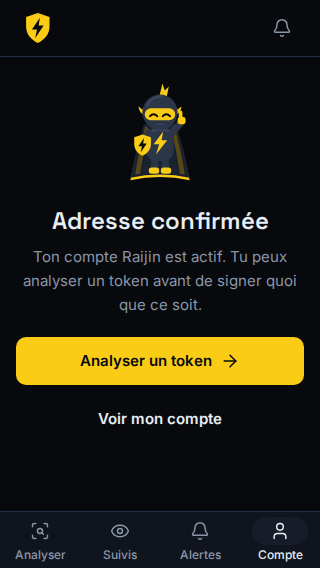 Adresse confirmée
Ton compte Raijin est actif. Tu peux
analyser un token avant de signer quoi
que ce soit.
Analyser un token
Voir mon compte
Analyser
Suivis
Alertes
Compte